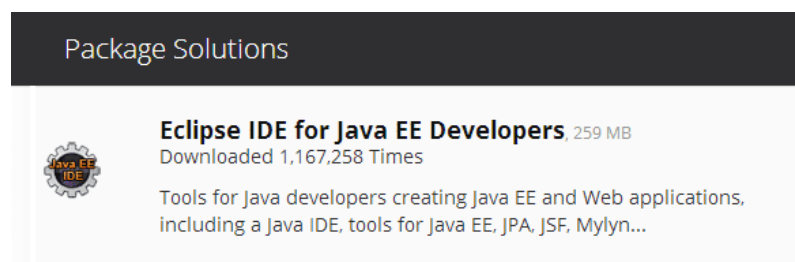 Package Solutions
Eclipse IDE for Java EE Developers, 259 MB
Downloaded 1,167,258 Times
Java EE
IDE
Tools for Java developers creating Java EE and Web applications,
including a Java IDE, tools for Java EE, JPA, JSF, Mylyn...